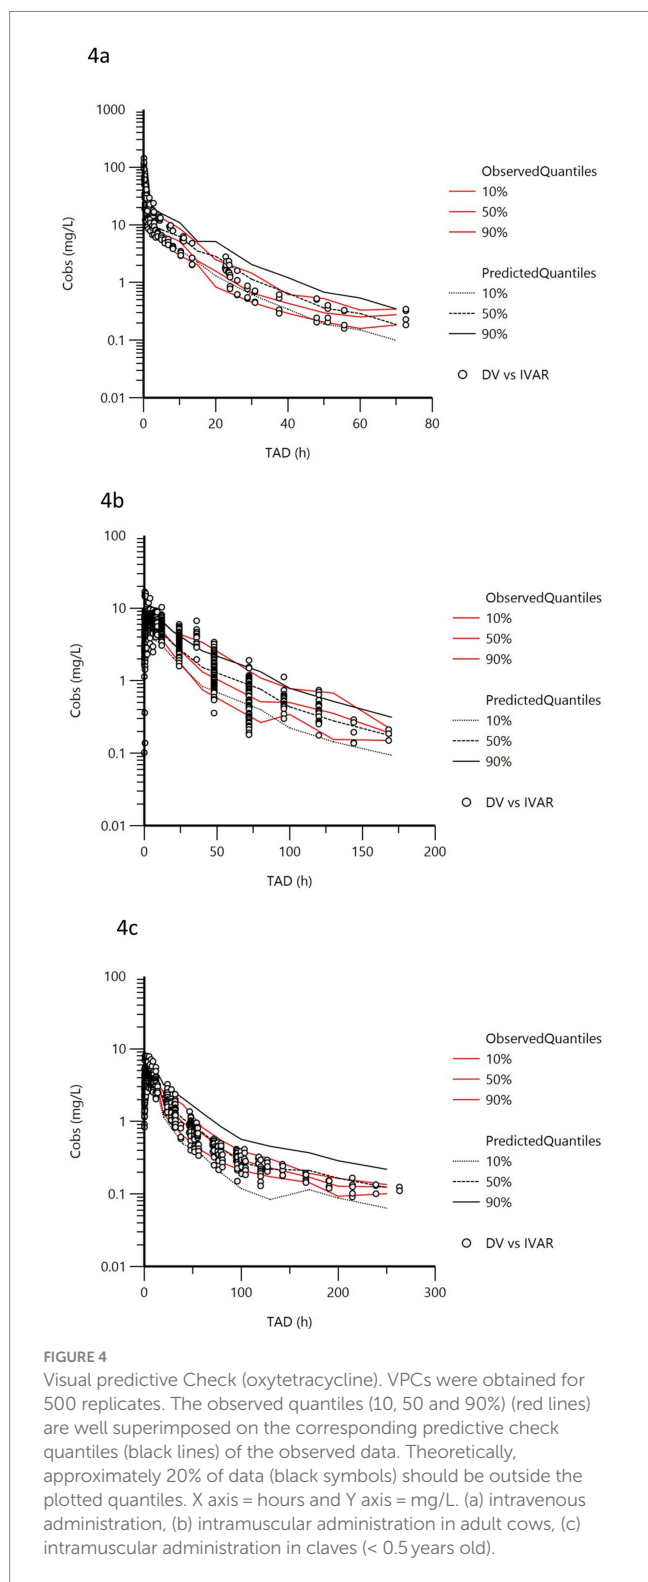 4a
1000
100
10
1
0.1
0.01
Cobs (mg/L)
0
20
40
60
80
TAD (h)
ObservedQuantiles
10%
50%
90%
PredictedQuantiles
10%
50%
90%
DV vs IVAR
4b
100
10
1
0.1
0.01
Cobs (mg/L)
0
50
100
150
200
TAD (h)
ObservedQuantiles
10%
50%
90%
PredictedQuantiles
10%
50%
90%
DV vs IVAR
4c
100
10
1
0.1
0.01
Cobs (mg/L)
0
100
200
300
TAD (h)
ObservedQuantiles
10%
50%
90%
PredictedQuantiles
10%
50%
90%
DV vs IVAR
FIGURE 4
Visual predictive Check (oxytetracycline). VPCs were obtained for
500 replicates. The observed quantiles (10, 50 and 90%) (red lines)
are well superimposed on the corresponding predictive check
quantiles (black lines) of the observed data. Theoretically,
approximately 20% of data (black symbols) should be outside the
plotted quantiles. X axis = hours and Y axis = mg/L. (a) intravenous
administration, (b) intramuscular administration in adult cows, (c)
intramuscular administration in claves (< 0.5 years old).